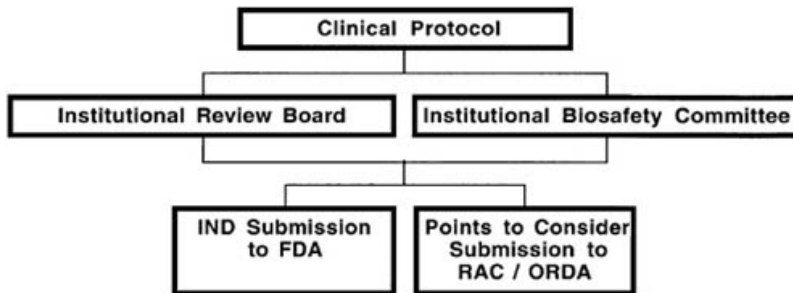 Clinical Protocol
Institutional Review Board
Institutional Biosafety Committee
IND Submission
to FDA
Points to Consider
Submission to
RAC / ORDA